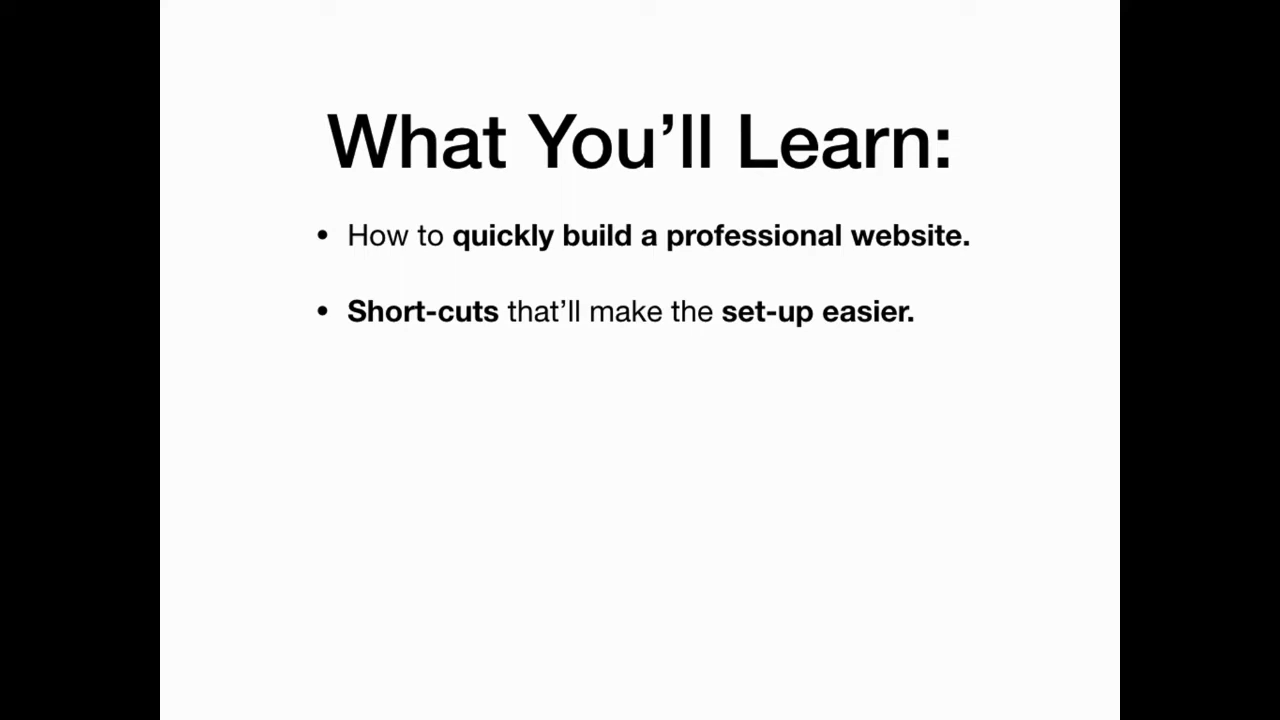 What You’ll Learn:
• How to quickly build a professional website.
• Short-cuts that’ll make the set-up easier.